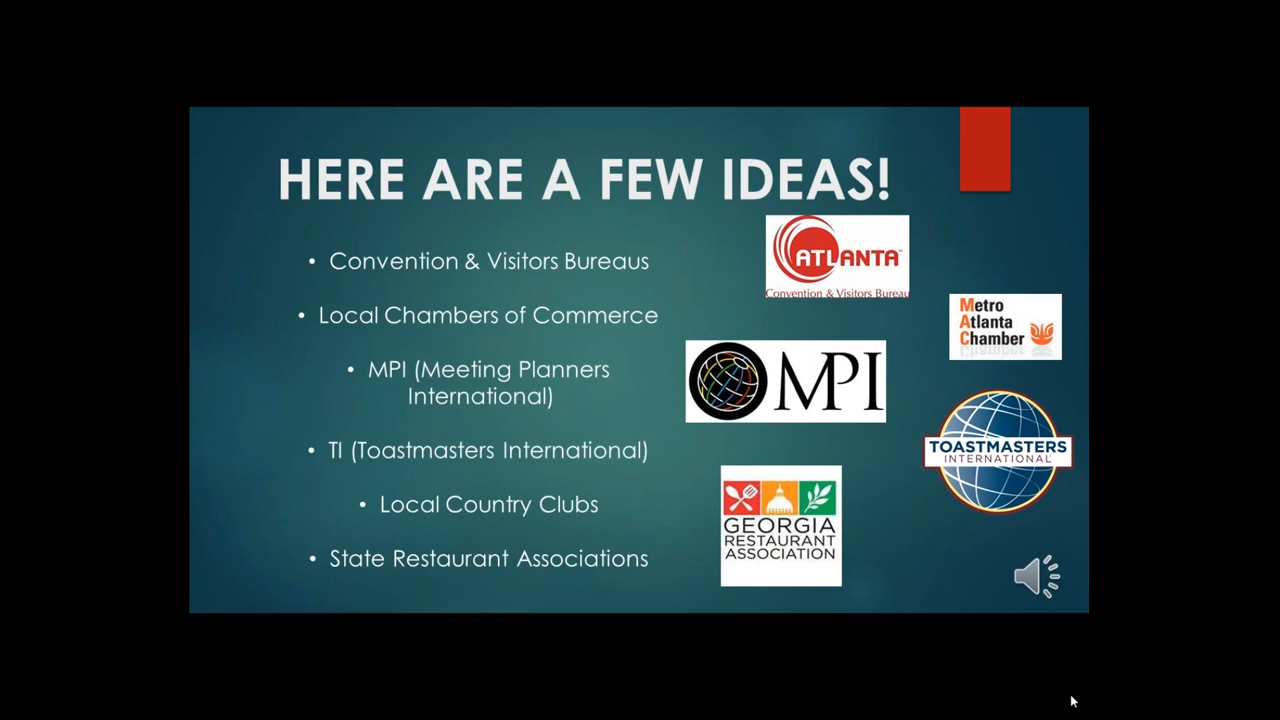 HERE ARE A FEW IDEAS!
• Convention & Visitors Bureaus
• Local Chambers of Commerce
• MPI (Meeting Planners
International)
• TI (Toastmasters International)
• Local Country Clubs
• State Restaurant Associations
ATLANTA™
Convention & Visitors Bureau
Metro
Atlanta
Chamber
MPI
TOASTMASTERS
INTERNATIONAL
GEORGIA
RESTAURANT
ASSOCIATION